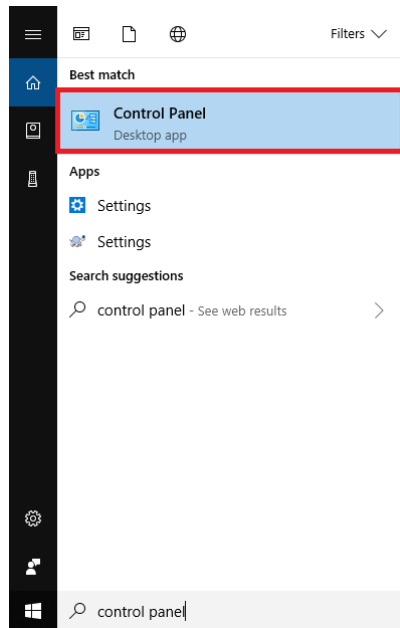 Filters
Best match
Control Panel
Desktop app
Apps
Settings
Settings
Search suggestions
control panel - See web results
control panel